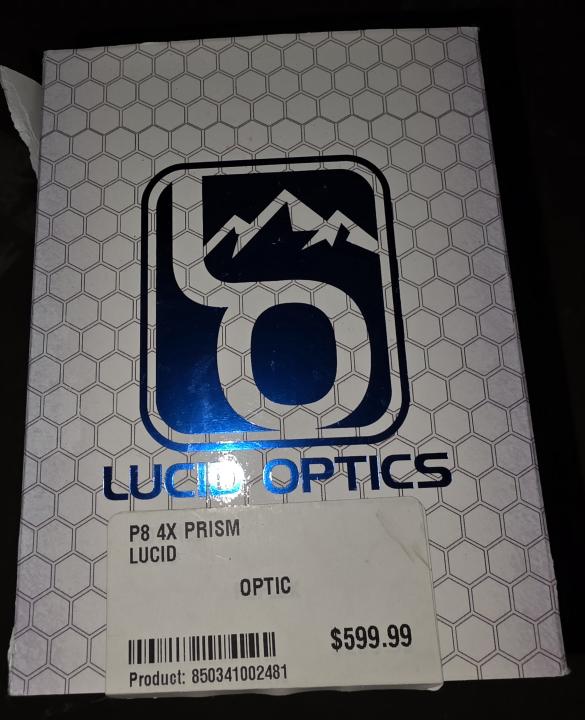 LUCID OPTICS
P8 4X PRISM
LUCID
OPTIC
$599.99
Product: 850341002481